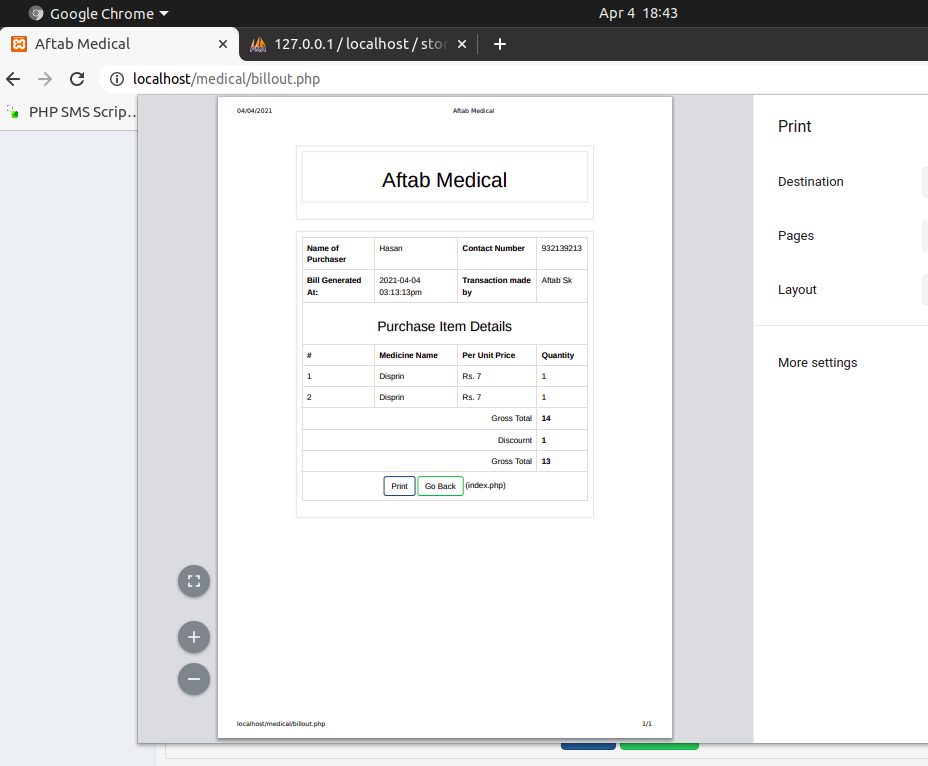 Google Chrome
Apr 4 18:43
Aftab Medical
127.0.0.1 / localhost / stor
localhost/medical/billout.php
PHP SMS Scrip...
04/04/2021
Aftab Medical
Aftab Medical
Name of Purchaser Hasan Contact Number 932139213
Bill Generated At: 2021-04-04 03:13:13pm Transaction made by Aftab Sk
Purchase Item Details
# Medicine Name Per Unit Price Quantity
1 Disprin Rs. 7 1
2 Disprin Rs. 7 1
Gross Total 14
Discournt 1
Gross Total 13
Print Go Back (index.php)
localhost/medical/billout.php
1/1
Print
Destination
Pages
Layout
More settings